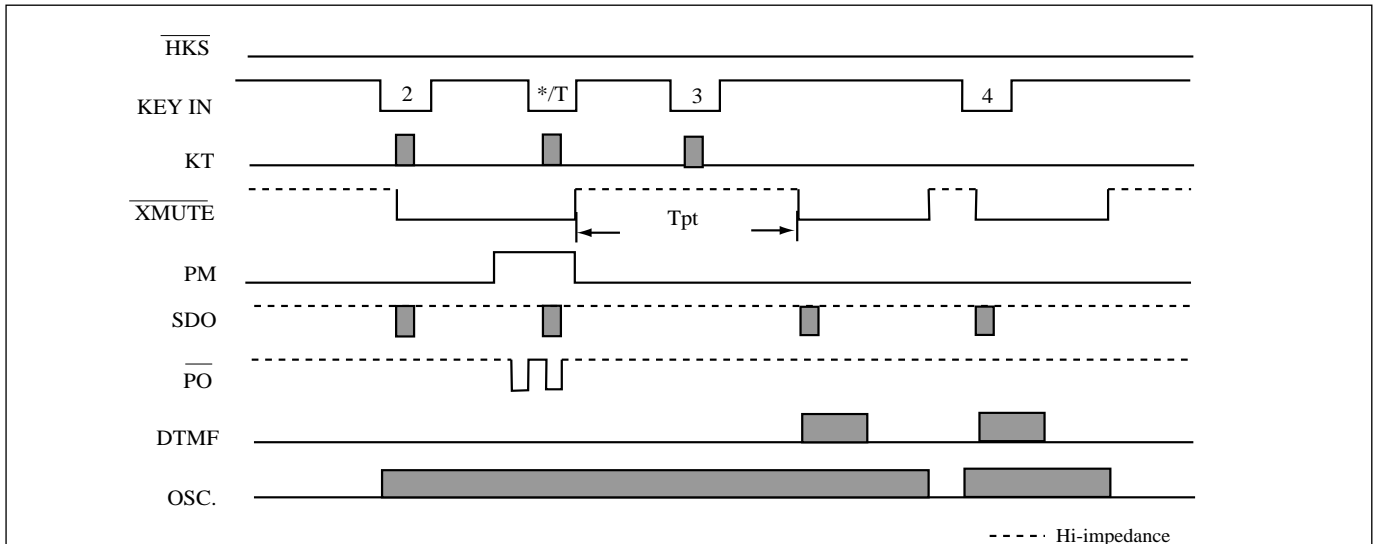 HKS
KEY IN 2 */T 3 4
KT
XMUTE Tpt
PM
SDO
PO
DTMF
OSC.
Hi-impedance